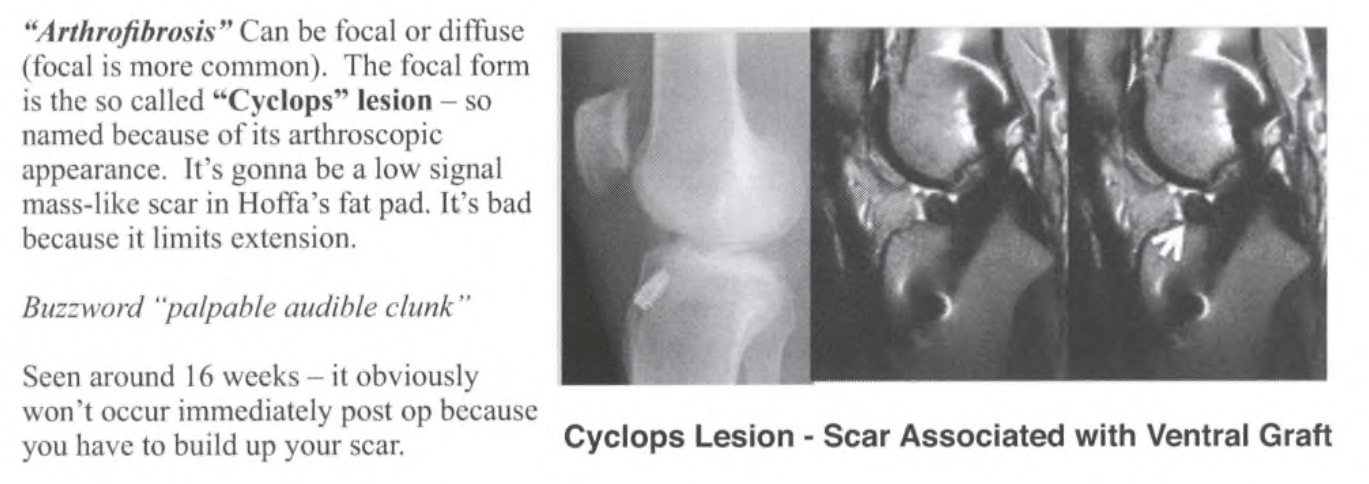 “Arthrofibrosis” Can be focal or diffuse
(focal is more common). The focal form
is the so called “Cyclops” lesion – so
named because of its arthroscopic
appearance. It’s gonna be a low signal
mass-like scar in Hoffa’s fat pad. It’s bad
because it limits extension.
Buzzword “palpable audible clunk”
Seen around 16 weeks – it obviously
won’t occur immediately post op because
you have to build up your scar.
Cyclops Lesion - Scar Associated with Ventral Graft